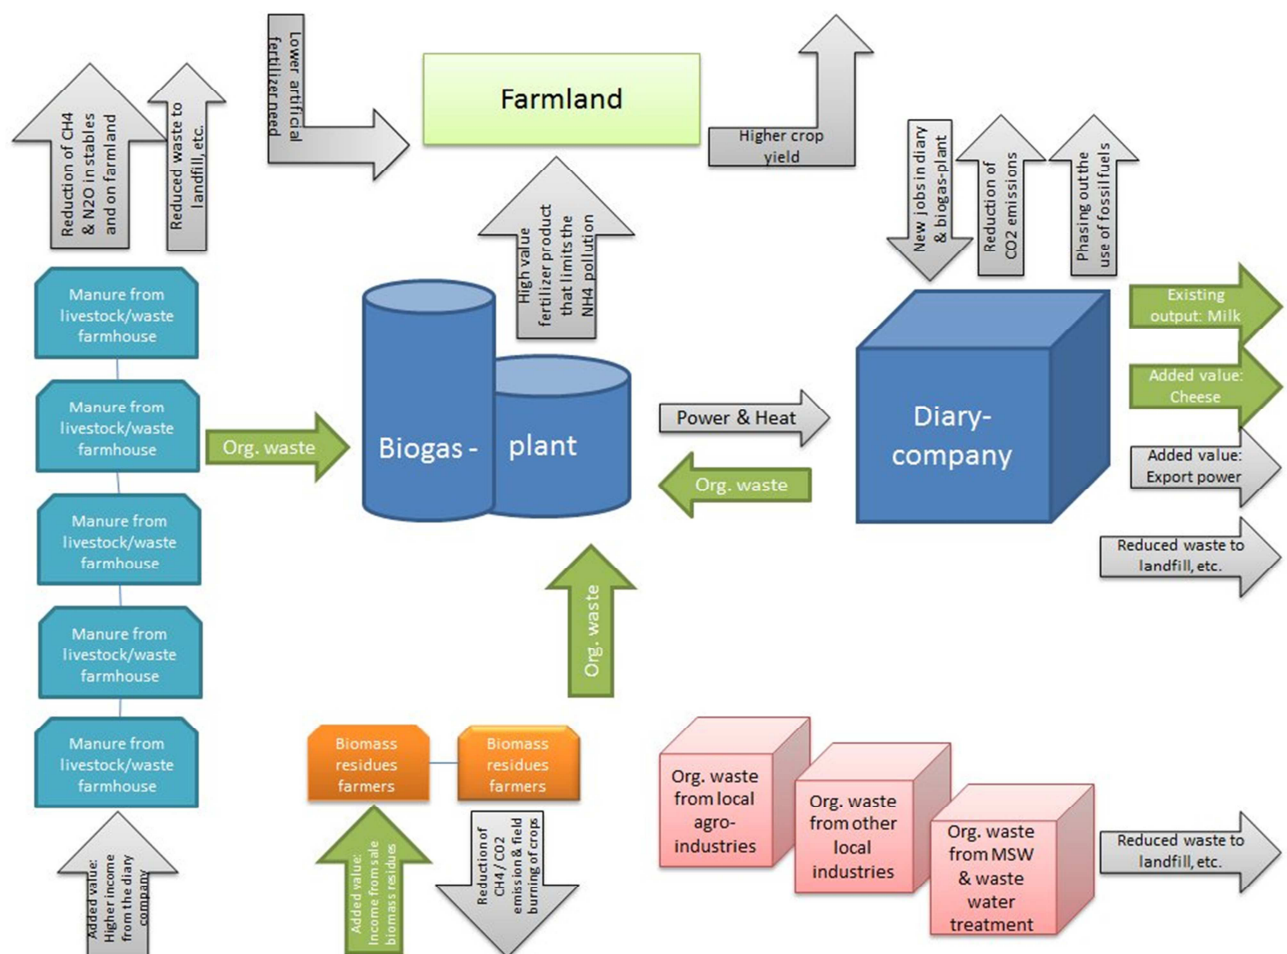 Reduction of CH4
& N2O in stables
and on farmland
Reduced waste to
landfill, etc.
Lower artificial
fertilizer need
Farmland
Higher crop
yield
New jobs in diary
& biogas-plant
Reduction of
CO2 emissions
Phasing out the
use of fossil fuels
High value
fertilizer product
that limits the
NH4 pollution
Manure from
livestock/waste
farmhouse
Manure from
livestock/waste
farmhouse
Manure from
livestock/waste
farmhouse
Manure from
livestock/waste
farmhouse
Manure from
livestock/waste
farmhouse
Org. waste
Biogas -
plant
Power & Heat
Org. waste
Diary-
company
Existing
output: Milk
Added value:
Cheese
Added value:
Export power
Reduced waste to
landfill, etc.
Org. waste
Biomass
residues
farmers
Biomass
residues
farmers
Added value:
Higher income
from the diary
company
Added value:
Income from sale
biomass residues
Reduction of
CH4 / CO2
emission & field
burning of crops
Org. waste
from local
agro-
industries
Org. waste
from other
local
industries
Org. waste
from MSW
& waste
water
treatment
Reduced waste to
landfill, etc.